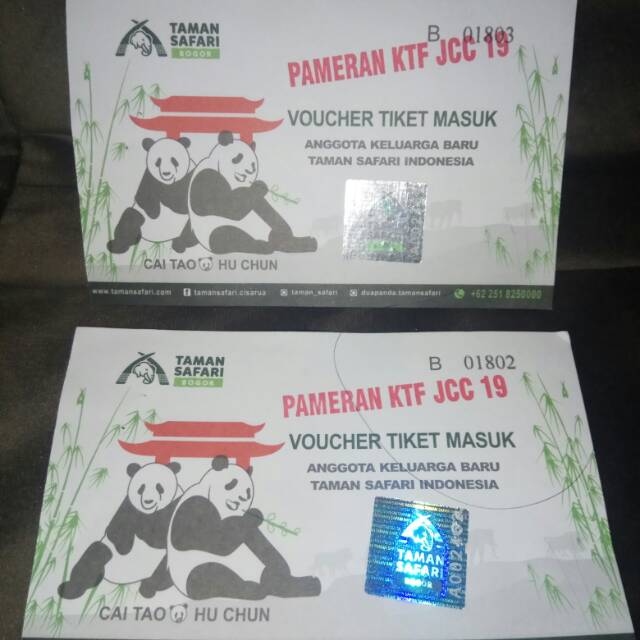 TAMAN
SAFARI
BOGOR
B 01803
PAMERAN KTF JCC 19
VOUCHER TIKET MASUK
ANGGOTA KELUARGA BARU
TAMAN SAFARI INDONESIA
CAI TAO HU CHUN
www.tamansafari.com tamansafari.cisarua taman_safari duapanda.tamansafari +62 251 8250000
TAMAN
SAFARI
BOGOR
B 01802
PAMERAN KTF JCC 19
VOUCHER TIKET MASUK
ANGGOTA KELUARGA BARU
TAMAN SAFARI INDONESIA
TAMAN
SAFARI
BOGOR
CAI TAO HU CHUN